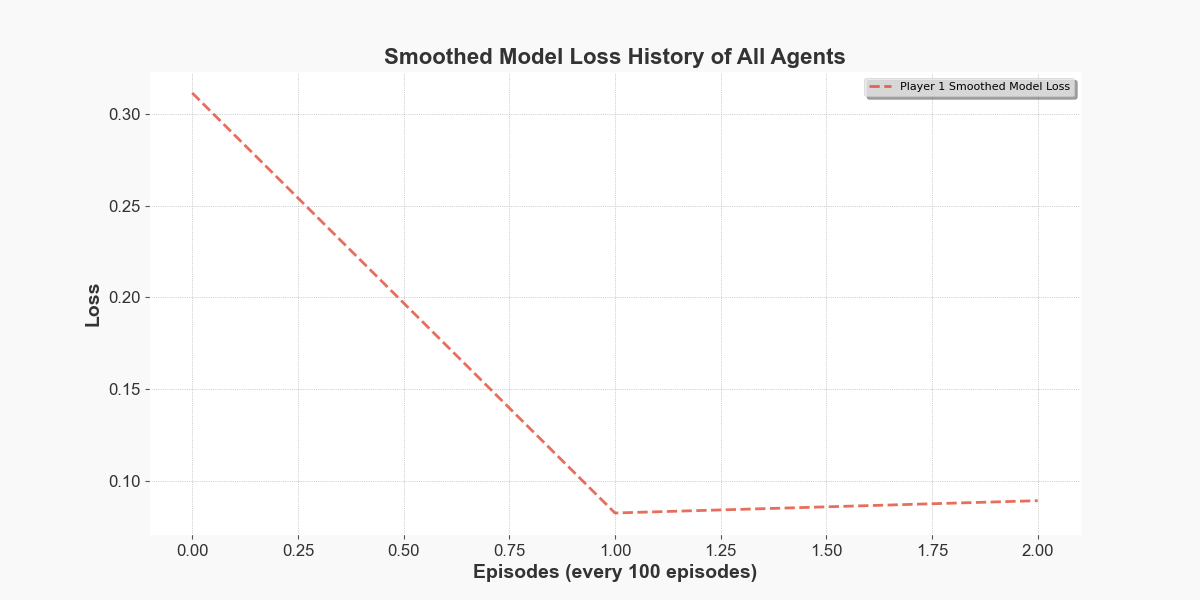 Smoothed Model Loss History of All Agents
Player 1 Smoothed Model Loss
0.30
0.25
0.20
0.15
0.10
Loss
0.00 0.25 0.50 0.75 1.00 1.25 1.50 1.75 2.00
Episodes (every 100 episodes)